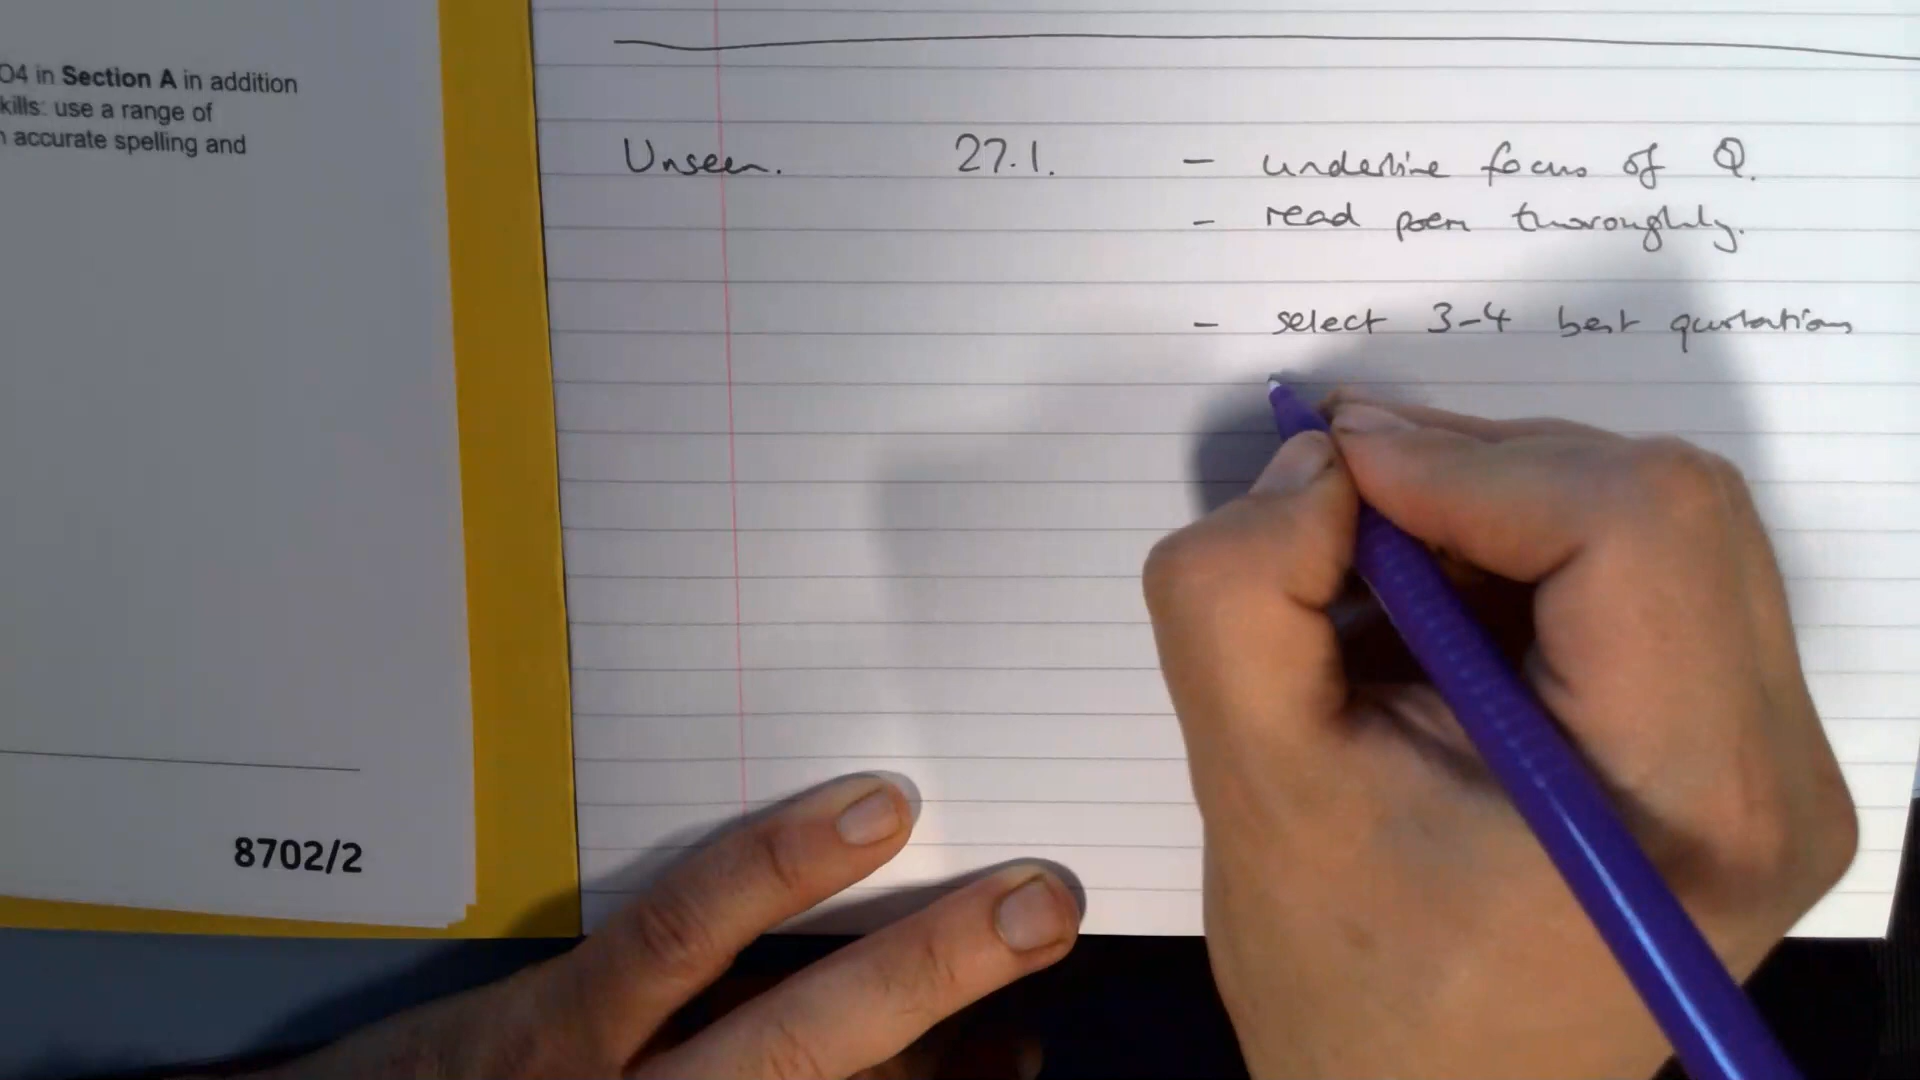 O4 in Section A in addition
kills: use a range of
n accurate spelling and
8702/2
Unseen. 27.1. - underline focus of Q.
- read poem thoroughly.
- select 3-4 best quotations